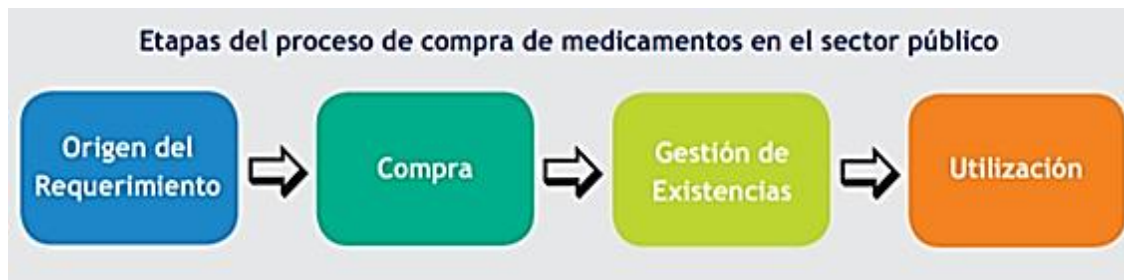 Etapas del proceso de compra de medicamentos en el sector público
Origen del
Requerimiento
Compra
Gestión de
Existencias
Utilización